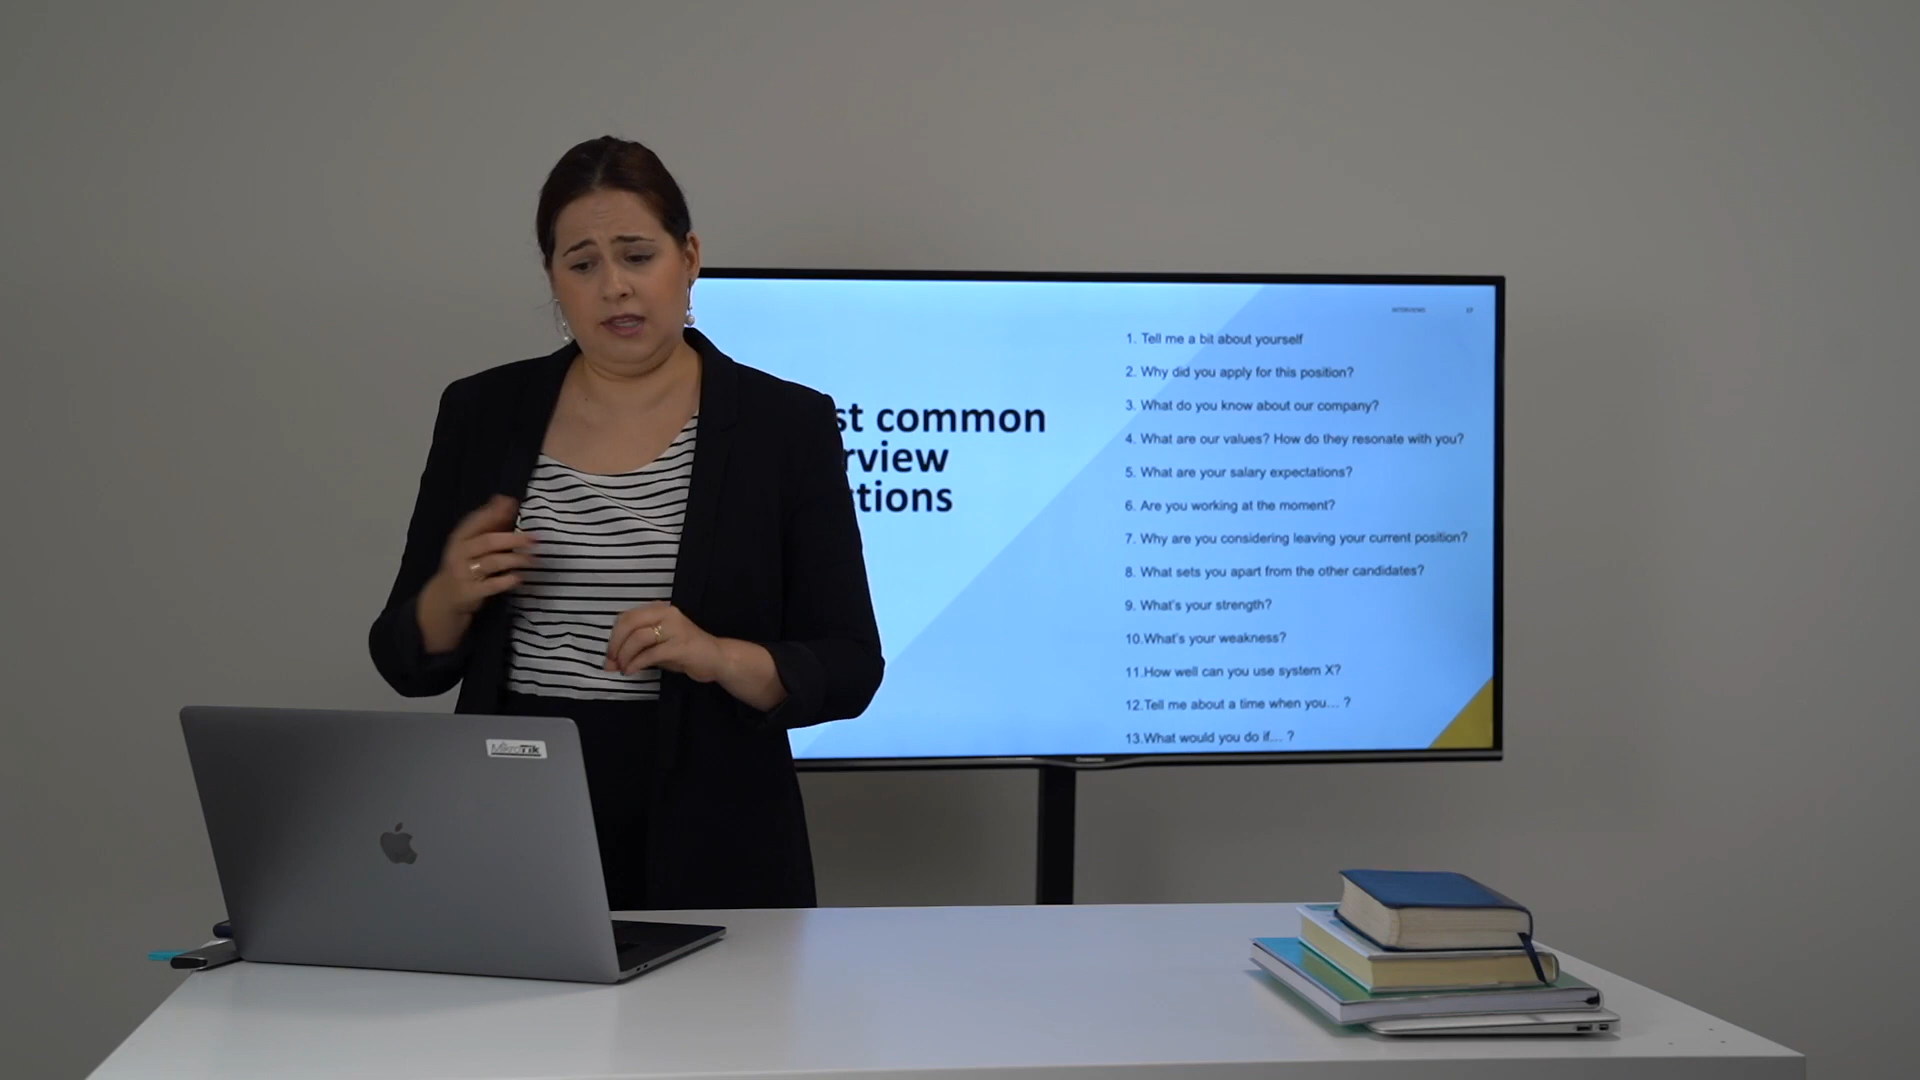 INTERVIEWS 17
st common
rview
tions
1. Tell me a bit about yourself
2. Why did you apply for this position?
3. What do you know about our company?
4. What are our values? How do they resonate with you?
5. What are your salary expectations?
6. Are you working at the moment?
7. Why are you considering leaving your current position?
8. What sets you apart from the other candidates?
9. What's your strength?
10.What's your weakness?
11.How well can you use system X?
12.Tell me about a time when you... ?
13.What would you do if... ?
MikroTik